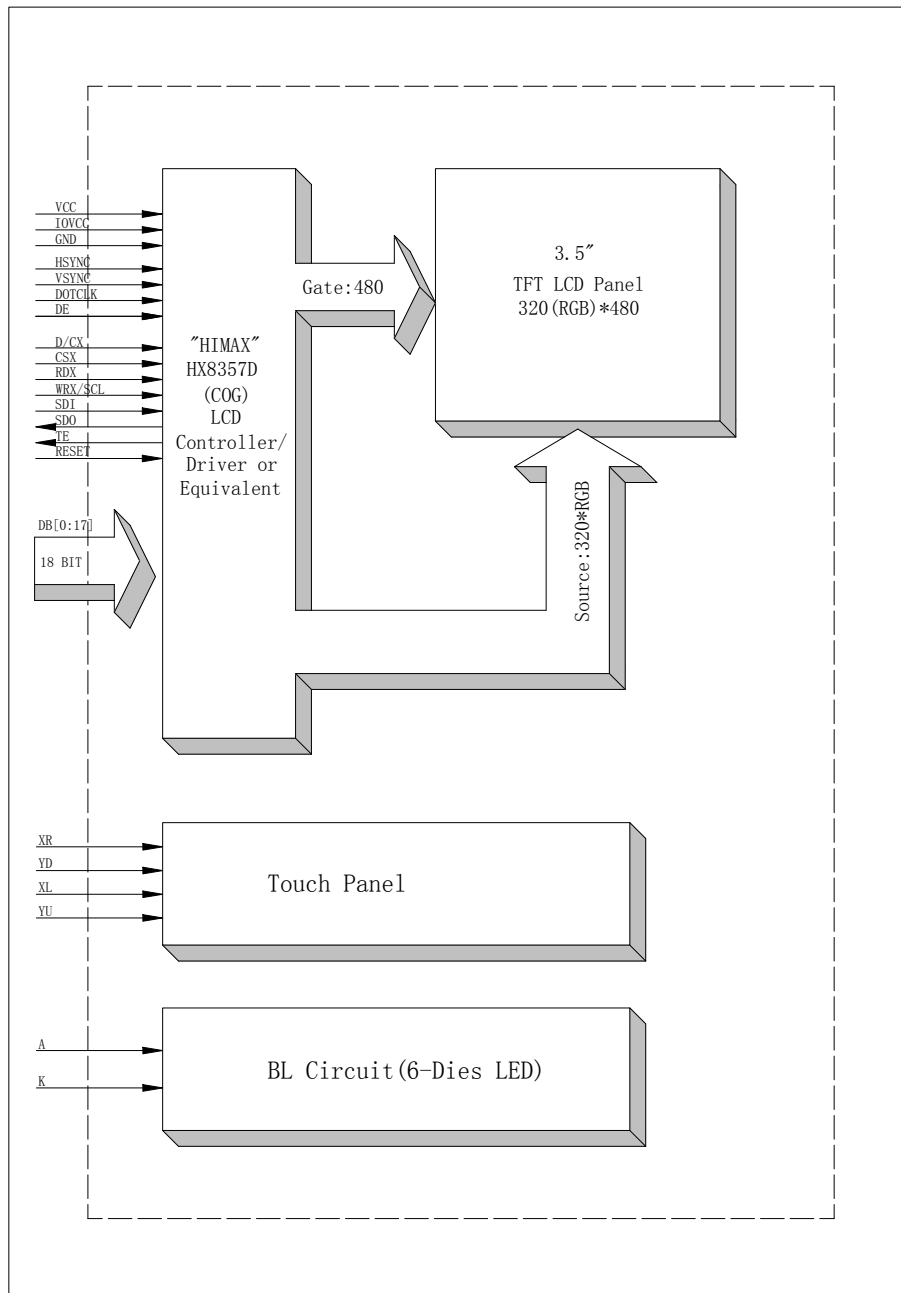 VCC
IOVCC
GND
HSYNC
VSYNC
DOTCLK
DE
D/CX
CSX
RDX
WRX/SCL
SDI
SDO
TE
RESET
DB[0:17]
18 BIT
"HIMAX"
HX8357D
(COG)
LCD
Controller/
Driver or
Equivalent
Gate:480
3.5"
TFT LCD Panel
320(RGB)*480
Source:320*RGB
XR
YD
XL
YU
Touch Panel
A
K
BL Circuit(6-Dies LED)